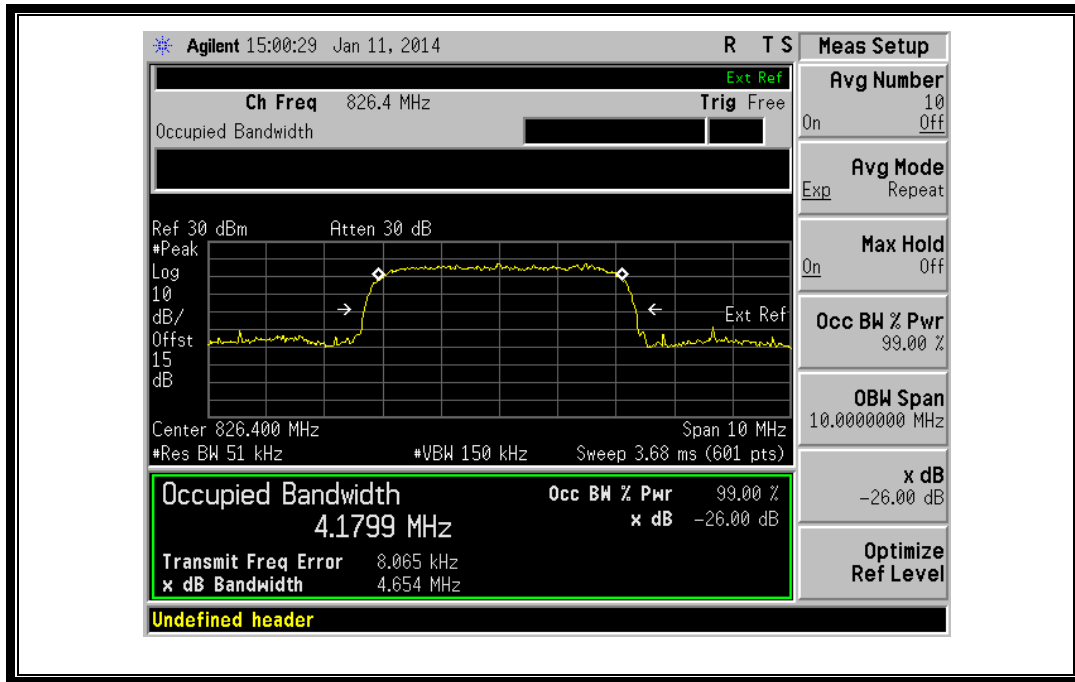 Agilent 15:00:29 Jan 11, 2014 R T S
Ext Ref
Ch Freq 826.4 MHz Trig Free
Occupied Bandwidth
Ref 30 dBm Atten 30 dB
#Peak
Log
10
dB/
Offst
15
dB
Ext Ref
Center 826.400 MHz Span 10 MHz
#Res BW 51 kHz #VBW 150 kHz Sweep 3.68 ms (601 pts)
Occupied Bandwidth
4.1799 MHz
Occ BW % Pwr 99.00 %
x dB -26.00 dB
Transmit Freq Error 8.065 kHz
x dB Bandwidth 4.654 MHz
Undefined header
Meas Setup
Avg Number
10
On Off
Avg Mode
Exp Repeat
Max Hold
On Off
Occ BW % Pwr
99.00 %
OBW Span
10.0000000 MHz
x dB
-26.00 dB
Optimize
Ref Level